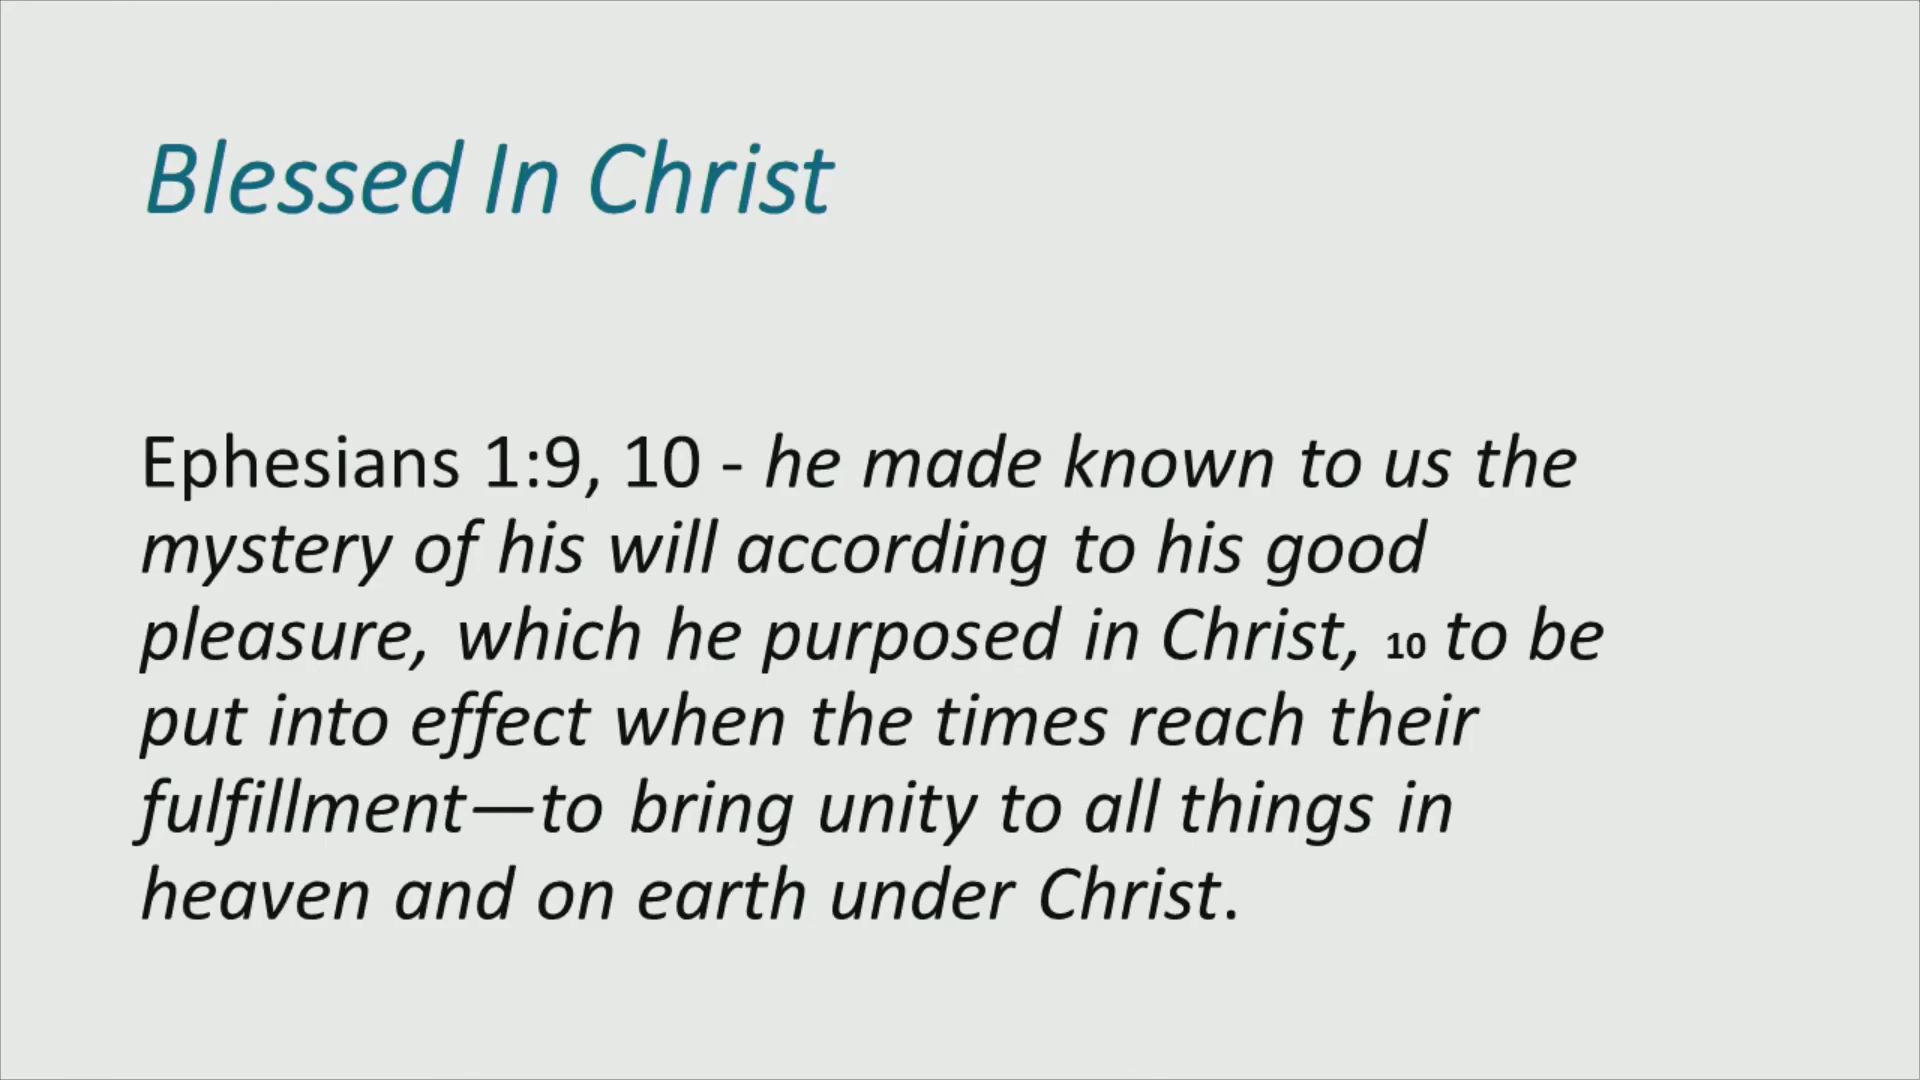 Blessed In Christ
Ephesians 1:9, 10 - he made known to us the
mystery of his will according to his good
pleasure, which he purposed in Christ, 10 to be
put into effect when the times reach their
fulfillment—to bring unity to all things in
heaven and on earth under Christ.